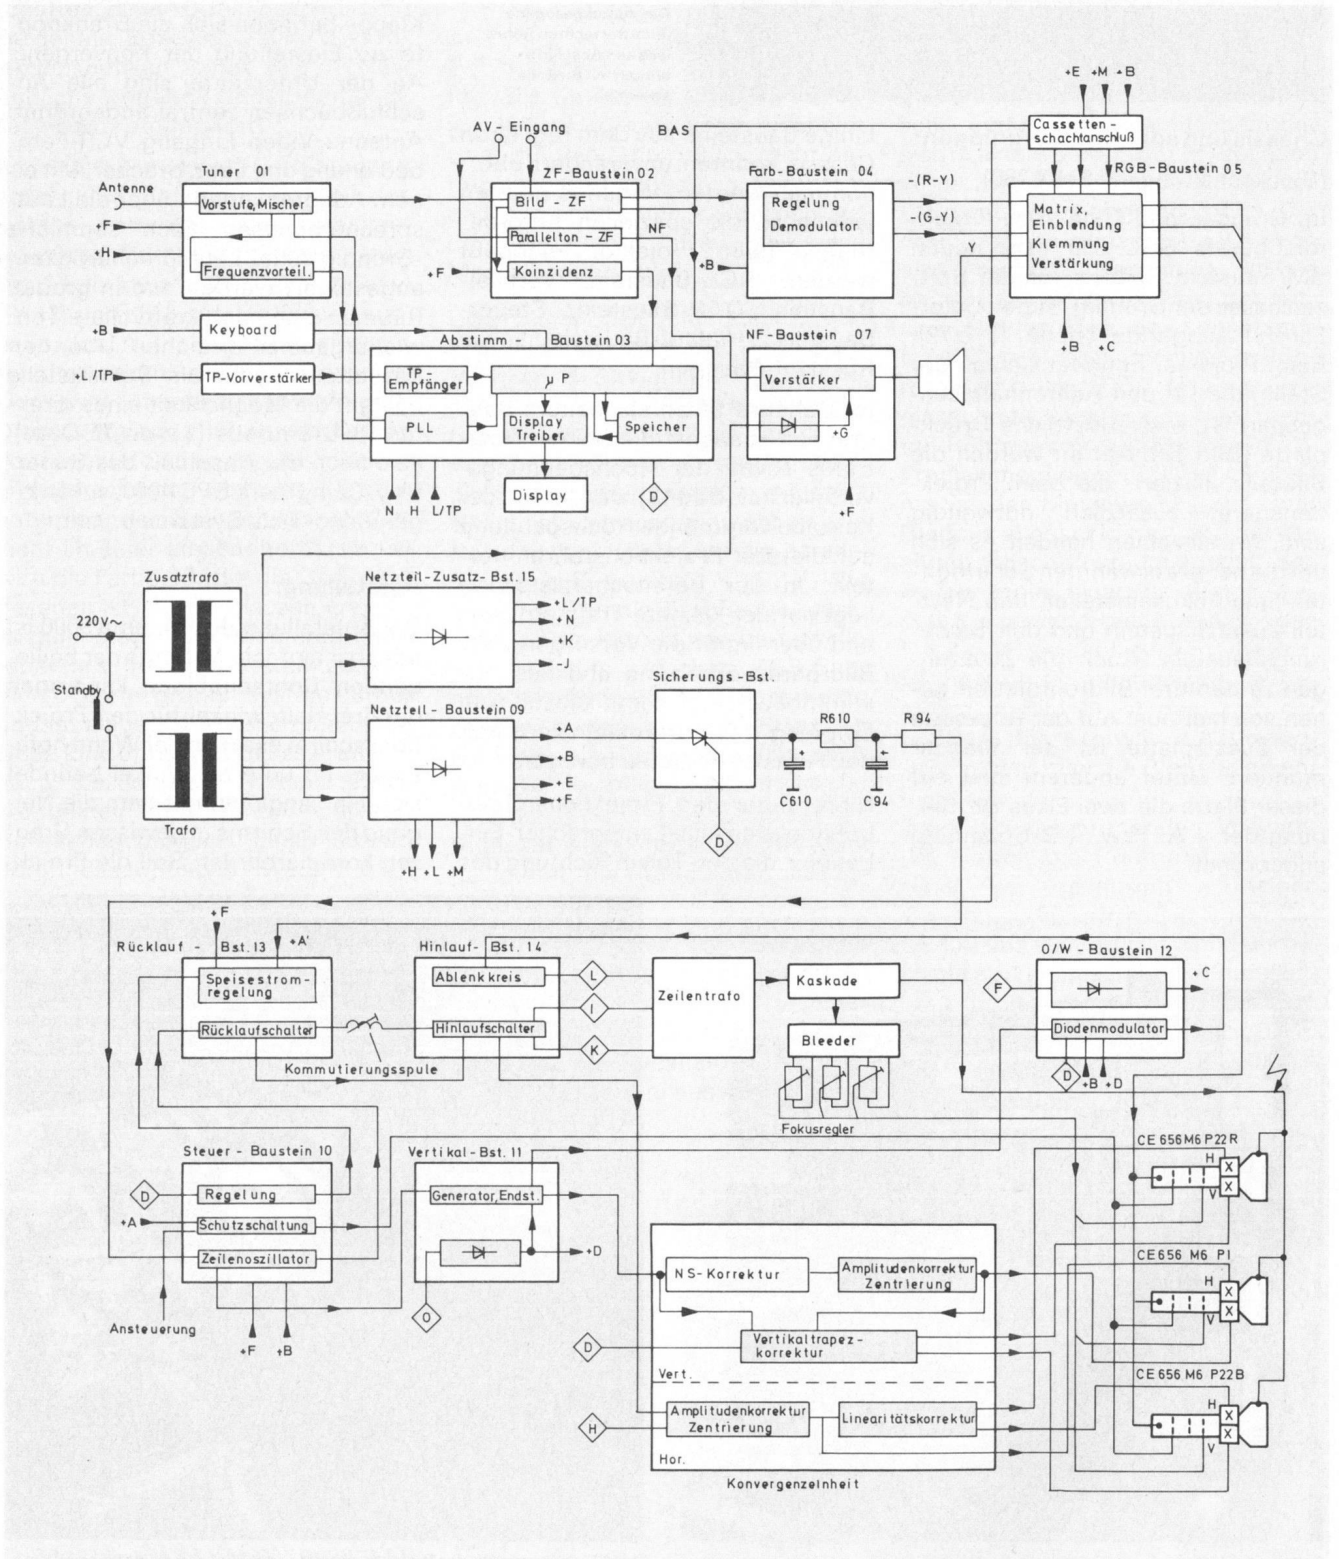 +E +M +B
Cassetten-
schachtanschluß
AV - Eingang
BAS
Antenne
+F
+H
Tuner 01
Vorstufe, Mischer
Frequenzvorteil.
ZF-Baustein 02
Bild - ZF
Parallelton - ZF
Koinzidenz
NF
+F
Farb-Baustein 04
Regelung
Demodulator
+B
-(R-Y)
-(G-Y)
Y
RGB-Baustein 05
Matrix,
Einblendung
Klemmung
Verstärkung
+B +C
+B
Keyboard
+L/TP
TP-Vorverstärker
Abstimm - Baustein 03
TP-
Empfänger
µ P
PLL
Display
Treiber
Speicher
N H L/TP
Display
D
NF-Baustein 07
Verstärker
+G
+F
Zusatztrafo
220V~
Standby
Trafo
Netzteil-Zusatz-Bst.15
+L/TP
+N
+K
-J
Netzteil-Baustein 09
+A
+B
+E
+F
+H +L +M
Sicherungs-Bst.
D
R610
R 94
C610
C94
+F
+A'
Rücklauf - Bst.13
Speisestrom-
regelung
Rücklaufschalter
Kommutierungsspule
Hinlauf- Bst. 14
Ablenkkreis
Hinlaufschalter
L
I
K
Zeilentrafo
Kaskade
Bleeder
Fokusregler
O/W - Baustein 12
F
Diodenmodulator
+ C
D
+B +D
Steuer - Baustein 10
D
Regelung
+A
Schutzschaltung
Zeilenoszillator
Ansteuerung
+F +B
Vertikal-Bst. 11
Generator, Endst.
+D
O
NS-Korrektur
Amplitudenkorrektur
Zentrierung
Vertikaltrapez-
korrektur
D
Vert.
Amplitudenkorrektur
Zentrierung
Linearitätskorrektur
H
Hor.
Konvergenzeinheit
CE 656 M6 P22R
H
X
X
V
CE 656 M6 P1
H
X
X
V
CE 656 M6 P22B
H
X
X
V